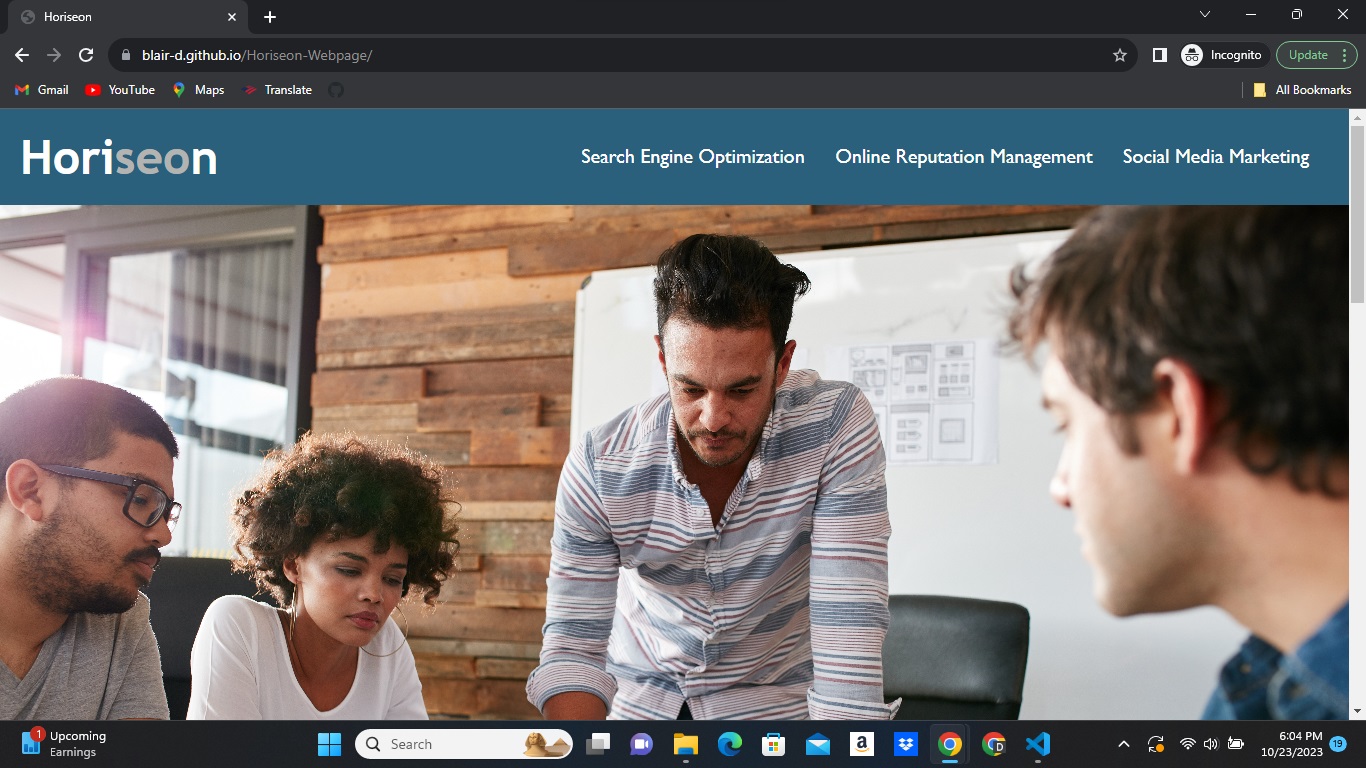 Horiseon
blair-d.github.io/Horiseon-Webpage/
Incognito
Update
Gmail
YouTube
Maps
Translate
All Bookmarks
Horiseon
Search Engine Optimization
Online Reputation Management
Social Media Marketing
1
Upcoming
Earnings
Search
a
D
6:04 PM
10/23/2023
19